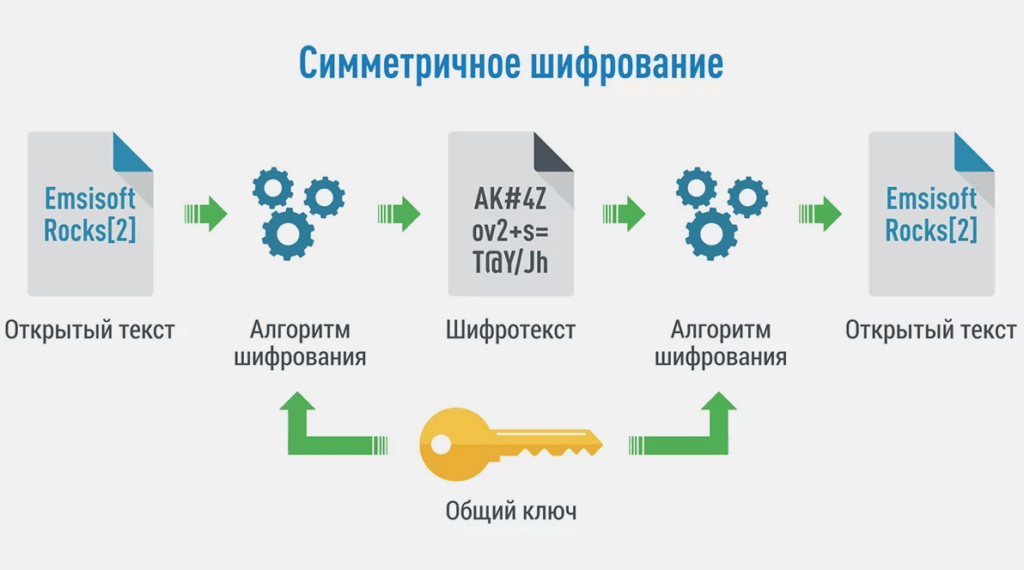 Симметричное шифрование
Emsisoft
Rocks[2]
AK#4Z
ov2+s=
T@Y/Jh
Emsisoft
Rocks[2]
Открытый текст
Алгоритм
шифрования
Шифротекст
Алгоритм
шифрования
Открытый текст
Общий ключ